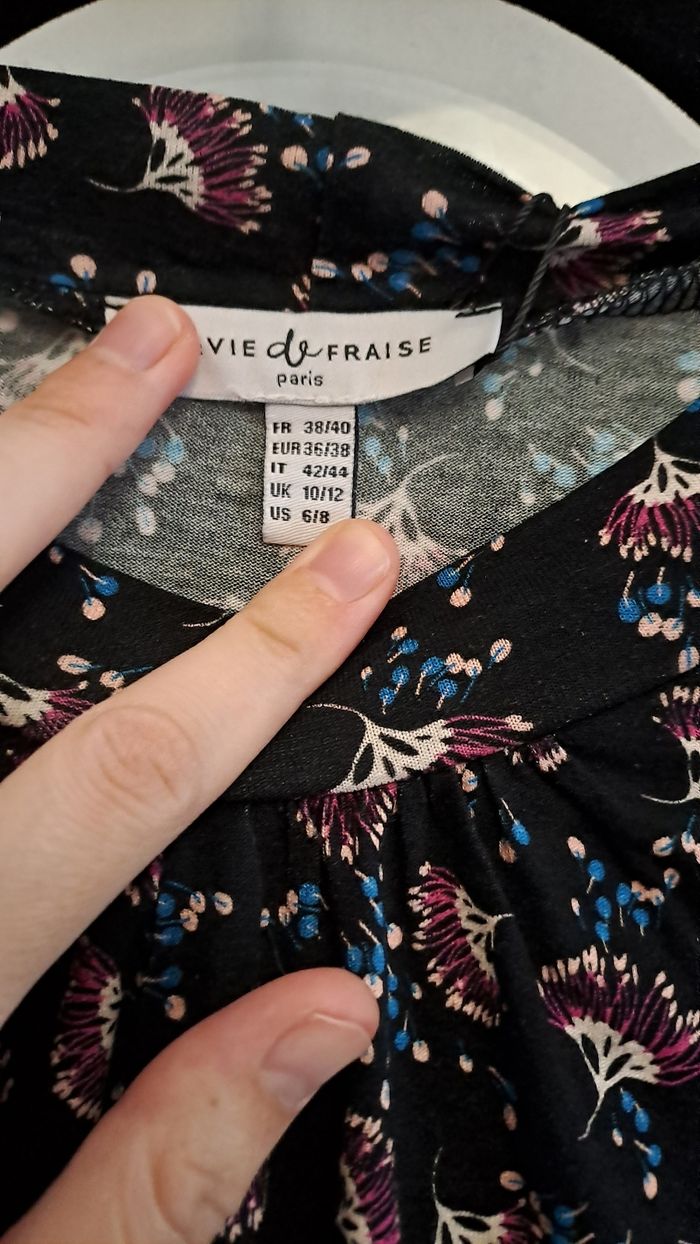 VIE de FRAISE
paris
FR 38/40
EUR 36/38
IT 42/44
UK 10/12
US 6/8